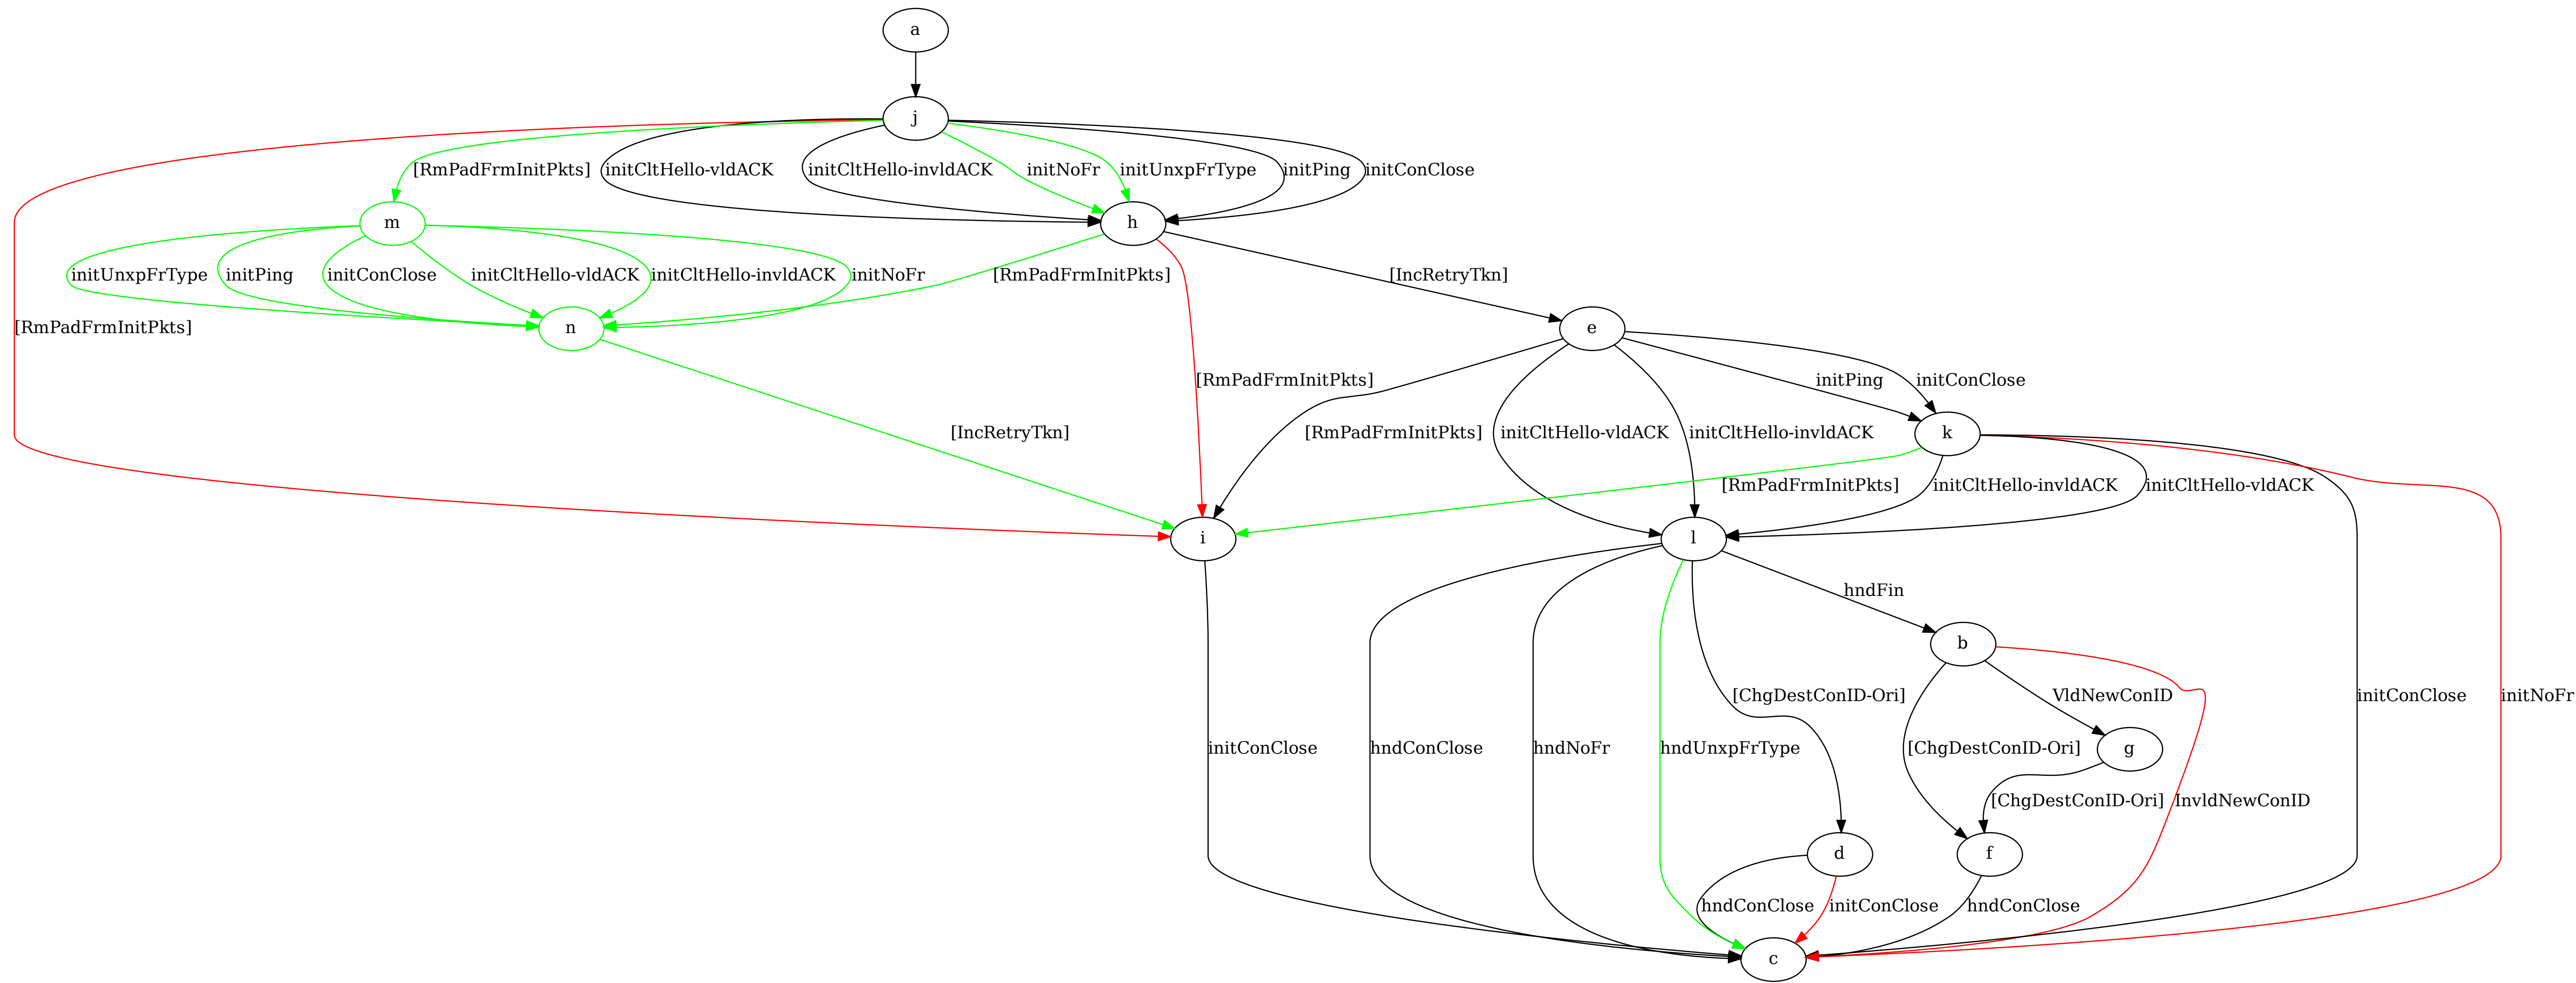 a
j
[RmPadFrmInitPkts]
initCltHello-vldACK
initCltHello-invldACK
initNoFr
initUnxpFrType
initPing
initConClose
m
h
initUnxpFrType
initPing
initConClose
initCltHello-vldACK
initCltHello-invldACK
initNoFr
[RmPadFrmInitPkts]
[IncRetryTkn]
[RmPadFrmInitPkts]
n
e
[RmPadFrmInitPkts]
initPing
initConClose
[IncRetryTkn]
[RmPadFrmInitPkts]
initCltHello-vldACK
initCltHello-invldACK
k
[RmPadFrmInitPkts]
initCltHello-invldACK
initCltHello-vldACK
i
l
hndFin
b
[ChgDestConID-Ori]
VldNewConID
initConClose
initNoFr
initConClose
hndConClose
hndNoFr
hndUnxpFrType
[ChgDestConID-Ori]
g
[ChgDestConID-Ori]
InvldNewConID
d
f
hndConClose
initConClose
hndConClose
c